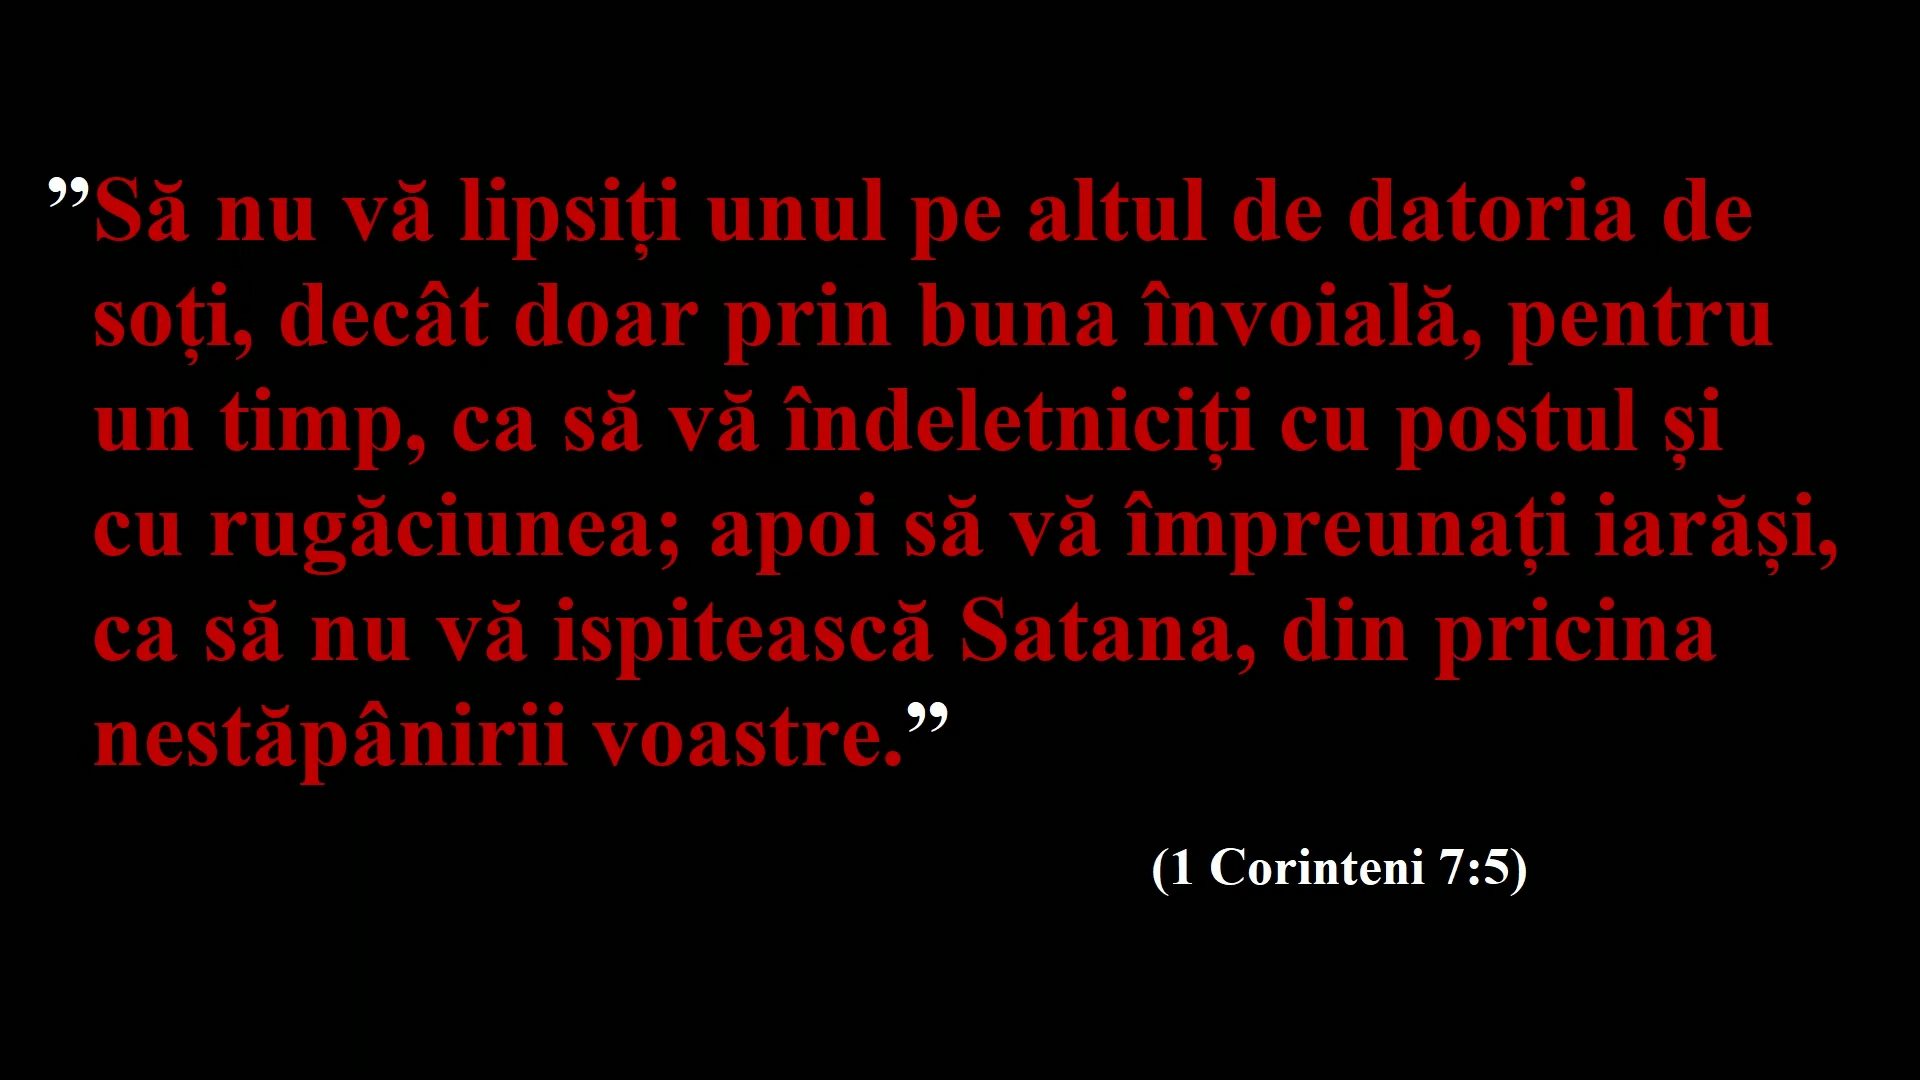 ”Să nu vă lipsiți unul pe altul de datoria de
soți, decât doar prin buna învoială, pentru
un timp, ca să vă îndeletniciți cu postul și
cu rugăciunea; apoi să vă împreunați iarăși,
ca să nu vă ispitească Satana, din pricina
nestăpânirii voastre.”
(1 Corinteni 7:5)